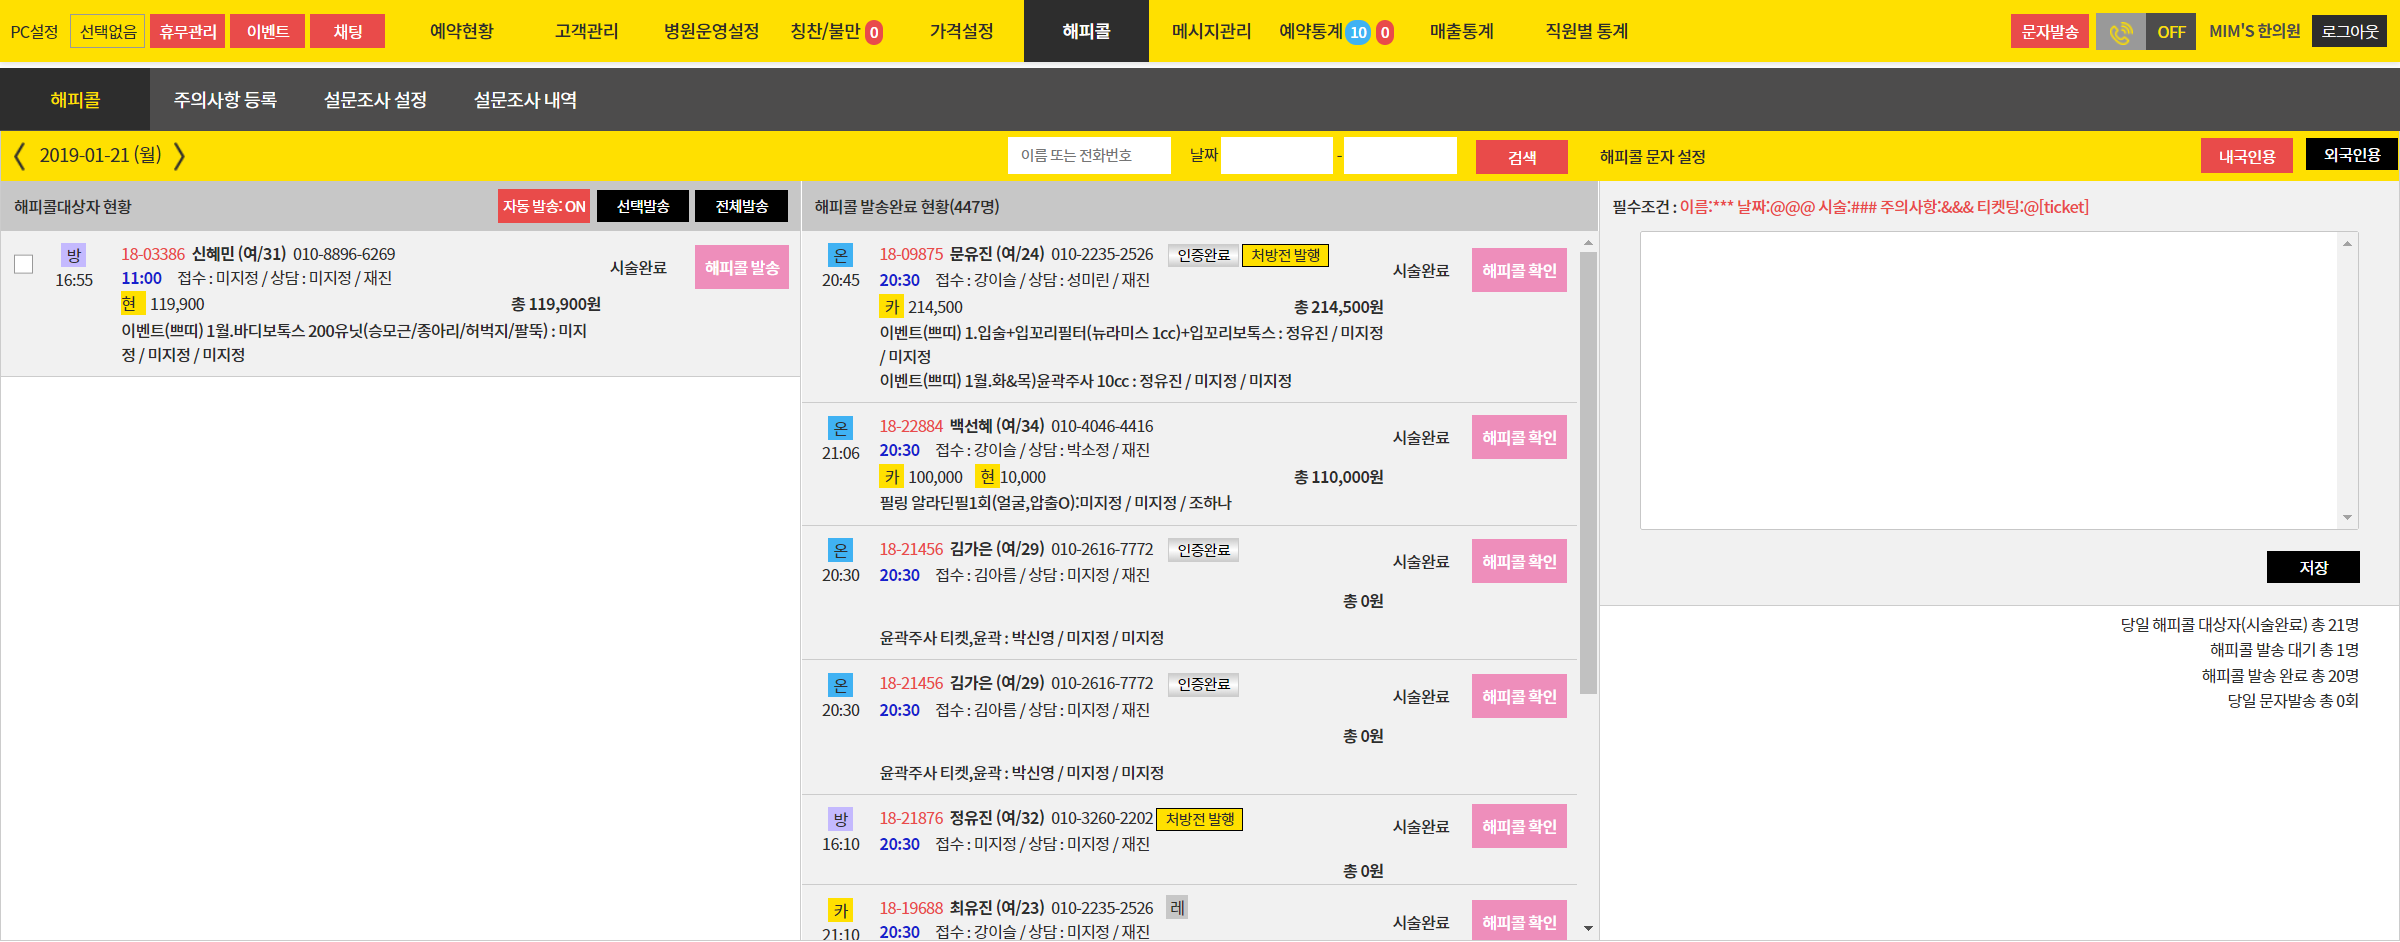 PC설정 선택없음 휴무관리 이벤트 채팅 예약현황 고객관리 병원운영설정 칭찬/불만 0 가격설정 해피콜 메시지관리 예약통계 10 0 매출통계 직원별 통계 문자발송 OFF MIM'S 한의원 로그아웃
해피콜 주의사항 등록 설문조사 설정 설문조사 내역
2019-01-21 (월) 이름 또는 전화번호 날짜 - 검색 해피콜 문자 설정 내국인용 외국인용
해피콜대상자 현황 자동 발송: ON 선택발송 전체발송
방 18-03386 신혜민 (여/31) 010-8896-6269
16:55 11:00 접수 : 미지정 / 상담 : 미지정 / 재진 시술완료 해피콜 발송
현 119,900 총 119,900원
이벤트(쁘띠) 1월.바디보톡스 200유닛(승모근/종아리/허벅지/팔뚝) : 미지
정 / 미지정 / 미지정
해피콜 발송완료 현황(447명)
온 18-09875 문유진 (여/24) 010-2235-2526 인증완료 처방전 발행
20:45 20:30 접수 : 강이슬 / 상담 : 성미린 / 재진 시술완료 해피콜 확인
카 214,500 총 214,500원
이벤트(쁘띠) 1.입술+입꼬리필터(뉴라미스 1cc)+입꼬리보톡스 : 정유진 / 미지정
/ 미지정
이벤트(쁘띠) 1월.화&목)윤곽주사 10cc : 정유진 / 미지정 / 미지정
온 18-22884 백선혜 (여/34) 010-4046-4416
21:06 20:30 접수 : 강이슬 / 상담 : 박소정 / 재진 시술완료 해피콜 확인
카 100,000 현 10,000 총 110,000원
필링 알라딘필1회(얼굴,압출O):미지정 / 미지정 / 조하나
온 18-21456 김가은 (여/29) 010-2616-7772 인증완료
20:30 20:30 접수 : 김아름 / 상담 : 미지정 / 재진 시술완료 해피콜 확인
총 0원
윤곽주사 티켓,윤곽 : 박신영 / 미지정 / 미지정
온 18-21456 김가은 (여/29) 010-2616-7772 인증완료
20:30 20:30 접수 : 김아름 / 상담 : 미지정 / 재진 시술완료 해피콜 확인
총 0원
윤곽주사 티켓,윤곽 : 박신영 / 미지정 / 미지정
방 18-21876 정유진 (여/32) 010-3260-2202 처방전 발행
16:10 20:30 접수 : 미지정 / 상담 : 미지정 / 재진 시술완료 해피콜 확인
총 0원
카 18-19688 최유진 (여/23) 010-2235-2526 레
21:10 20:30 접수 : 강이슬 / 상담 : 미지정 / 재진 시술완료 해피콜 확인
필수조건 : 이름:*** 날짜:@@@ 시술:### 주의사항:&&& 티켓팅:@[ticket]
저장
당일 해피콜 대상자(시술완료) 총 21명
해피콜 발송 대기 총 1명
해피콜 발송 완료 총 20명
당일 문자발송 총 0회